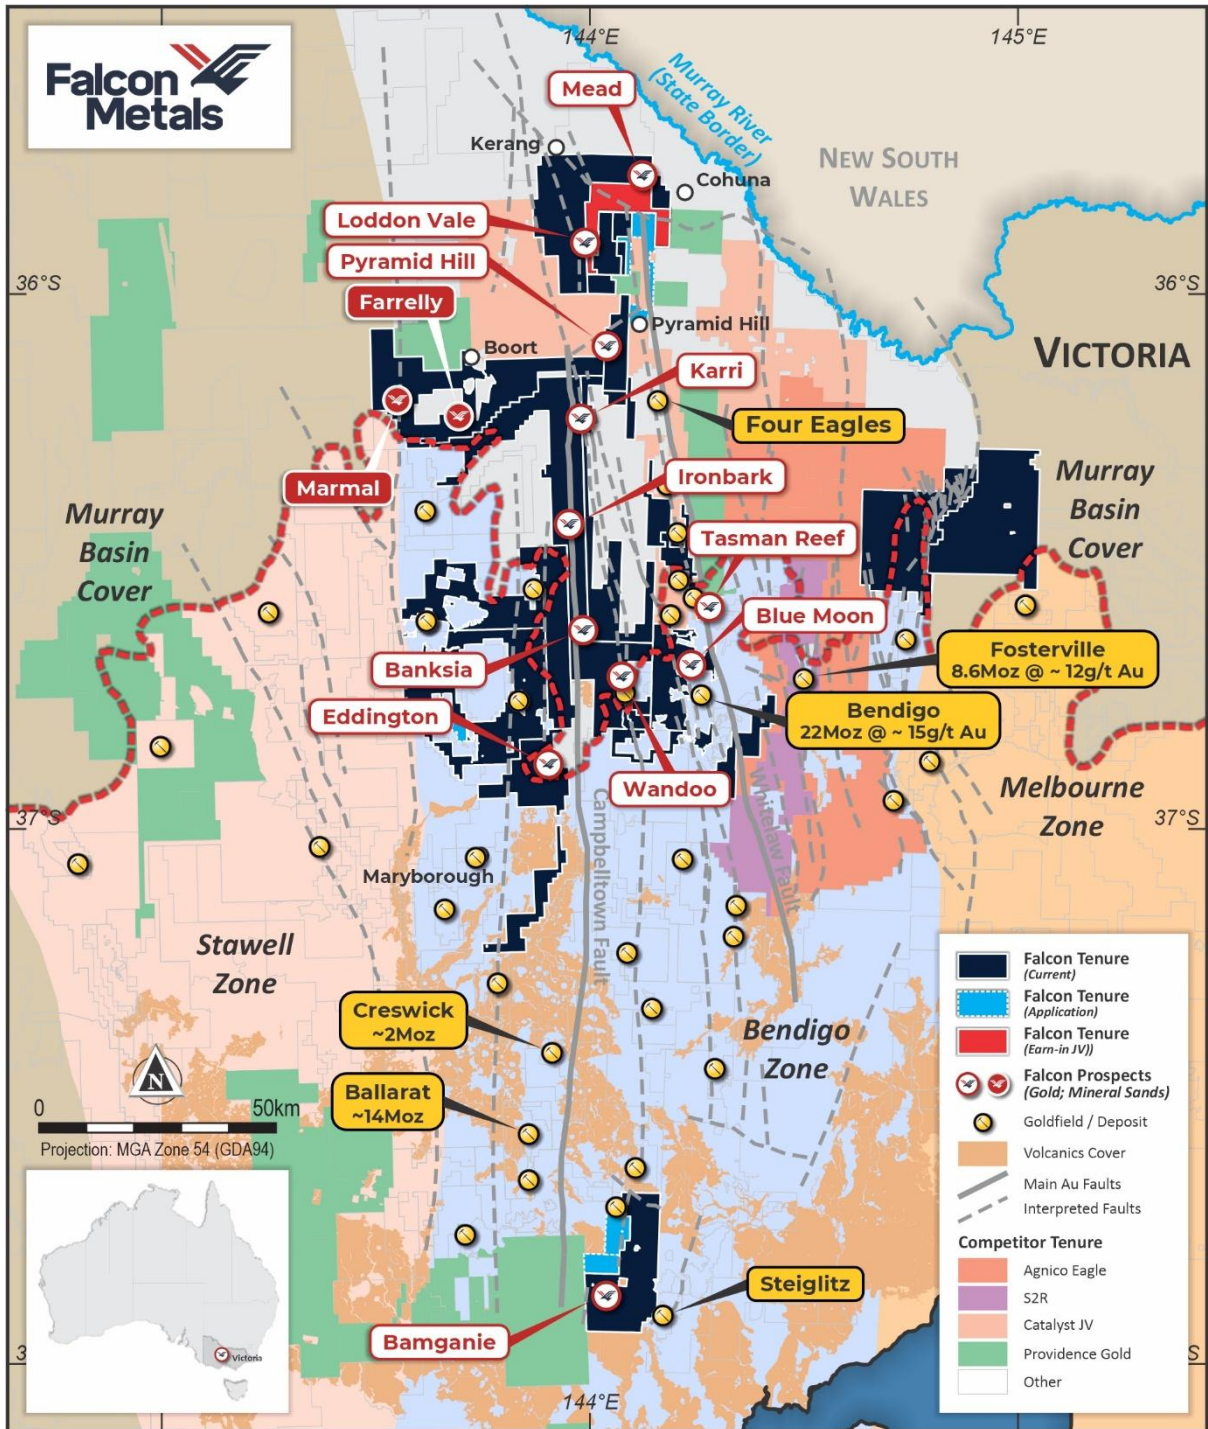 Falcon
Metals
144°E
145°E
Murray River
(State Border)
Mead
Kerang
Cohuna
NEW SOUTH
WALES
Loddon Vale
Pyramid Hill
36°S
36°S
Farrelly
Pyramid Hill
Boort
VICTORIA
Karri
Four Eagles
Ironbark
Marmal
Murray
Basin
Cover
Murray
Basin
Cover
Tasman Reef
Blue Moon
Banksia
Fosterville
8.6Moz @ ~ 12g/t Au
Eddington
Bendigo
22Moz @ ~ 15g/t Au
Wandoo
Melbourne
Zone
37°S
37°S
Campbelltown Fault
Whitelaw Fault
Maryborough
Stawell
Zone
Creswick
~2Moz
Bendigo
Zone
Ballarat
~14Moz
N
0
50km
Projection: MGA Zone 54 (GDA94)
Victoria
Steiglitz
Bamganie
144°E
3
S
Falcon Tenure
(Current)
Falcon Tenure
(Application)
Falcon Tenure
(Earn-in JV))
Falcon Prospects
(Gold; Mineral Sands)
Goldfield / Deposit
Volcanics Cover
Main Au Faults
Interpreted Faults
Competitor Tenure
Agnico Eagle
S2R
Catalyst JV
Providence Gold
Other